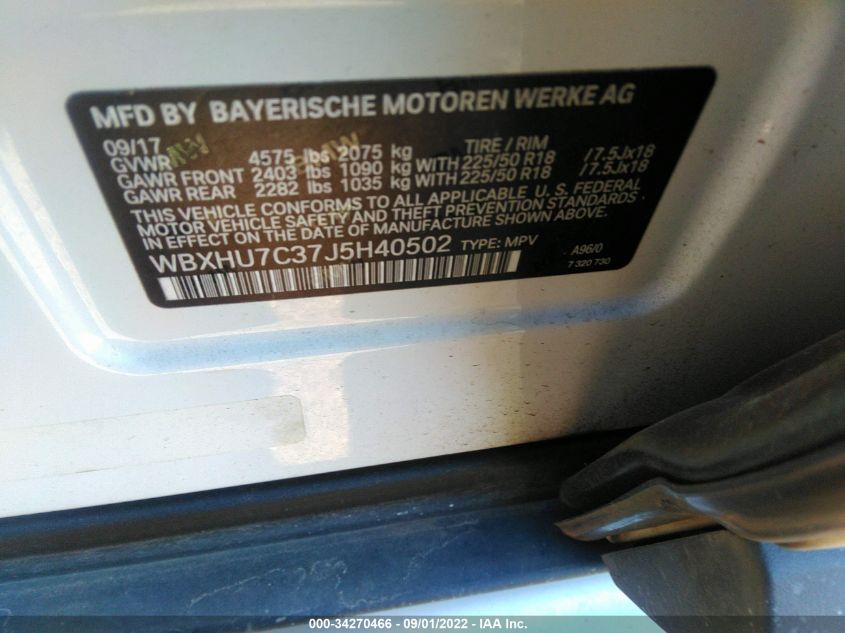 MFD BY BAYERISCHE MOTOREN WERKE AG
09/17 TIRE / RIM
GVWR 4575 lbs 2075 kg
GAWR FRONT 2403 lbs 1090 kg WITH 225/50 R18 /7.5Jx18
GAWR REAR 2282 lbs 1035 kg WITH 225/50 R18 /7.5Jx18
THIS VEHICLE CONFORMS TO ALL APPLICABLE U. S. FEDERAL
MOTOR VEHICLE SAFETY AND THEFT PREVENTION STANDARDS
IN EFFECT ON THE DATE OF MANUFACTURE SHOWN ABOVE.
WBXHU7C37J5H40502 TYPE: MPV A96/0
7 320 730
000-34270466 - 09/01/2022 - IAA Inc.